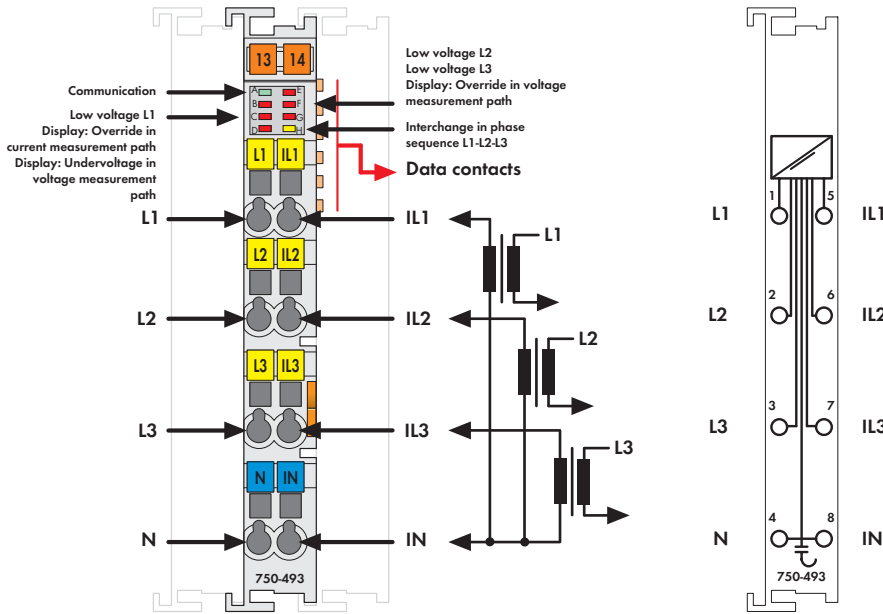 13 14
Communication
Low voltage L1
Display: Override in
current measurement path
Display: Undervoltage in
voltage measurement
path
A E
B F
C G
D H
Low voltage L2
Low voltage L3
Display: Override in voltage
measurement path
Interchange in phase
sequence L1-L2-L3
Data contacts
L1 IL1
L1 IL1
L2 IL2
L2 IL2
L3 IL3
L3 IL3
N IN
N IN
750-493
L1
L2
L3
1 5
L1 IL1
2 6
L2 IL2
3 7
L3 IL3
4 8
N IN
750-493